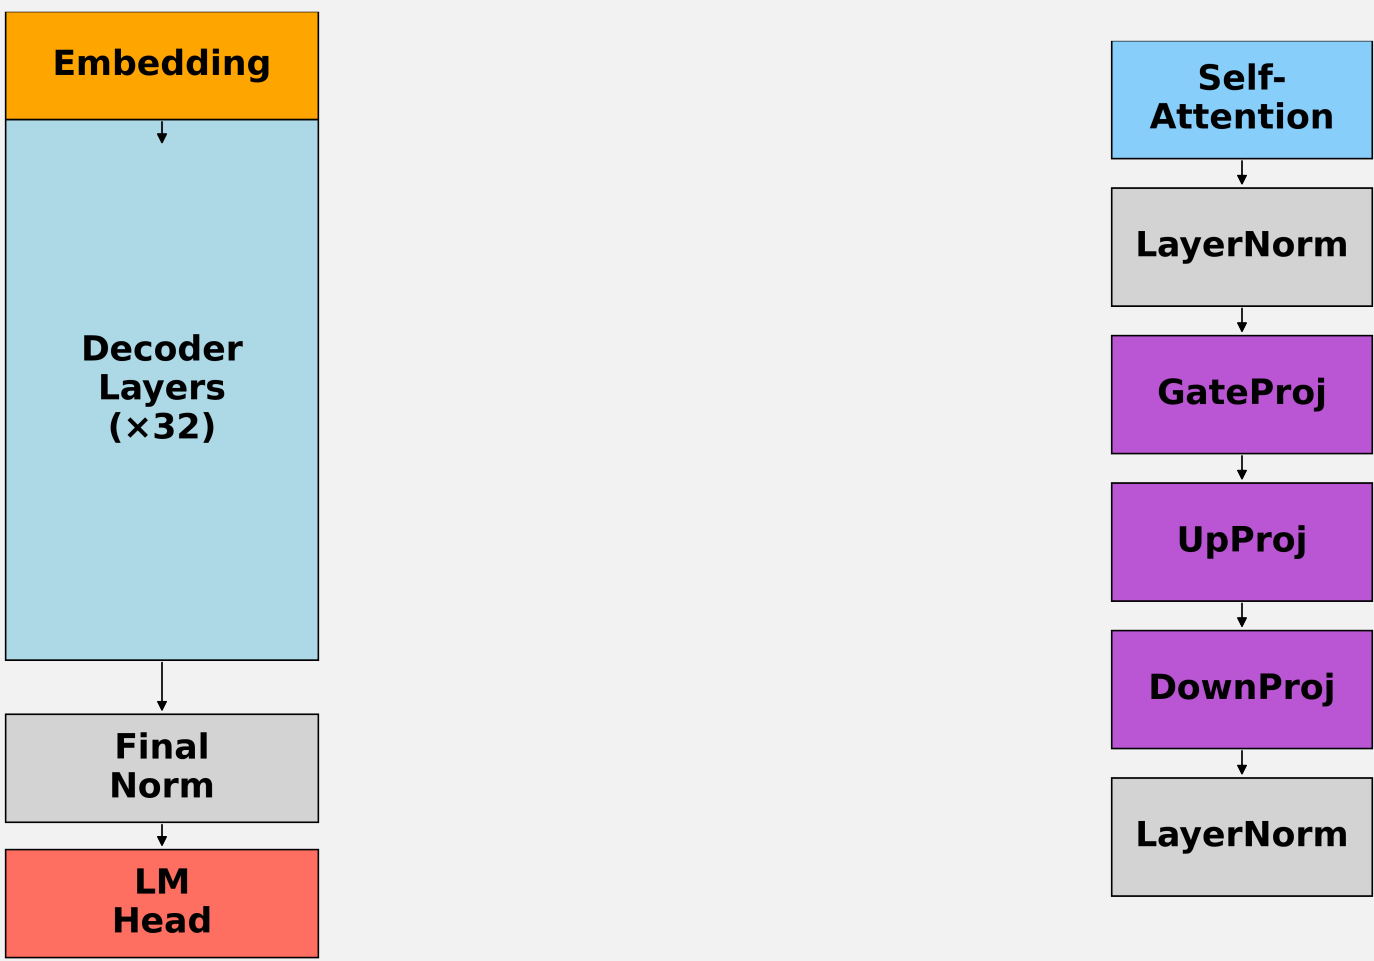 Embedding
Decoder
Layers
(×32)
Final
Norm
LM
Head
Self-
Attention
LayerNorm
GateProj
UpProj
DownProj
LayerNorm